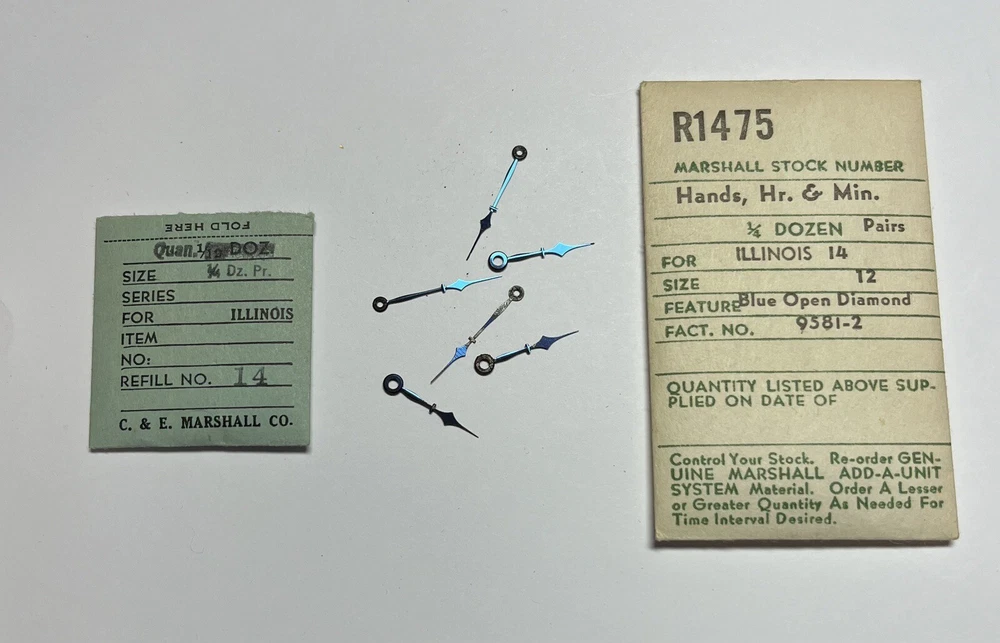 FOLD HERE
Quan. 1/12 DOZ
SIZE ¼ Dz. Pr.
SERIES
FOR ILLINOIS
ITEM
NO:
REFILL NO. 14
C. & E. MARSHALL CO.
R1475
MARSHALL STOCK NUMBER
Hands, Hr. & Min.
¼ DOZEN Pairs
FOR ILLINOIS 14
SIZE 12
FEATURE Blue Open Diamond
FACT. NO. 9581-2
QUANTITY LISTED ABOVE SUP-
PLIED ON DATE OF
Control Your Stock. Re-order GEN-
UINE MARSHALL ADD-A-UNIT
SYSTEM Material. Order A Lesser
or Greater Quantity As Needed For
Time Interval Desired.